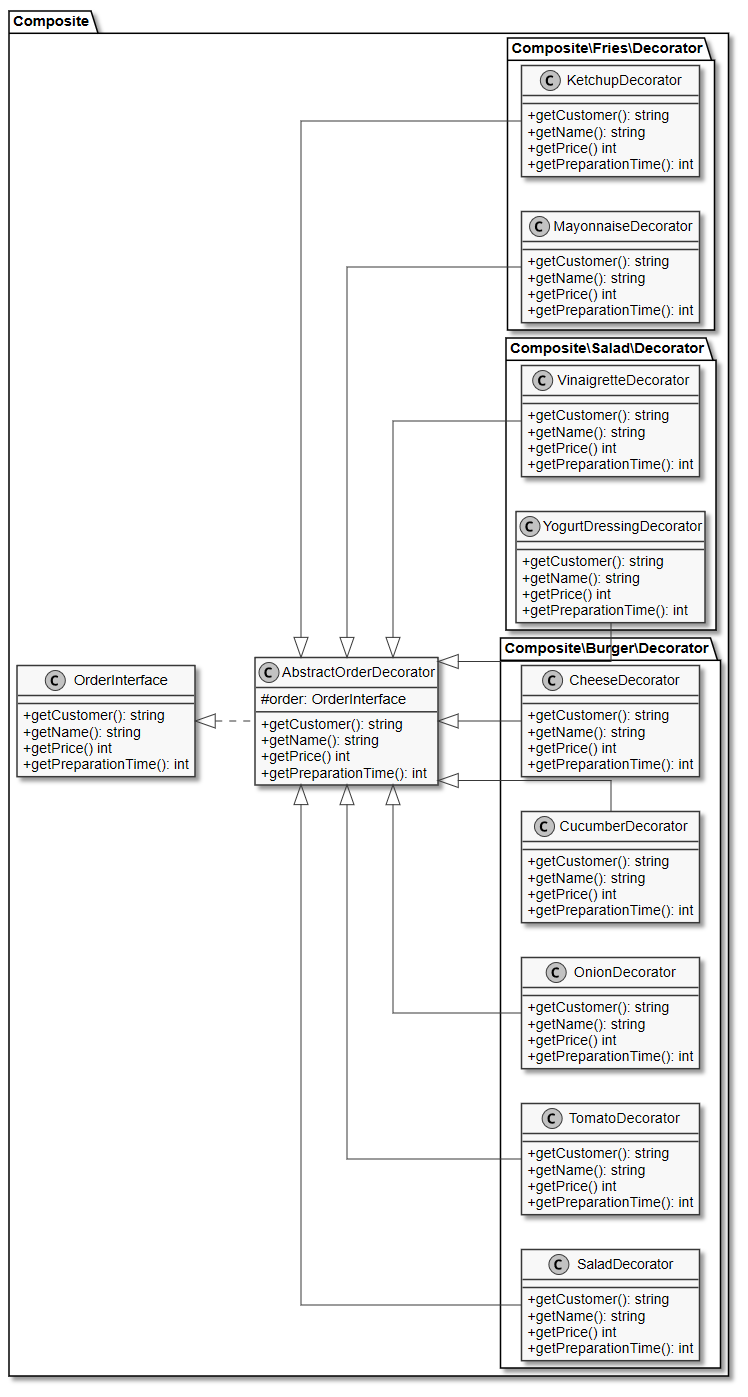 Composite
Composite\Fries\Decorator
C KetchupDecorator
+getCustomer(): string
+getName(): string
+getPrice() int
+getPreparationTime(): int
C MayonnaiseDecorator
+getCustomer(): string
+getName(): string
+getPrice() int
+getPreparationTime(): int
Composite\Salad\Decorator
C VinaigretteDecorator
+getCustomer(): string
+getName(): string
+getPrice() int
+getPreparationTime(): int
C YogurtDressingDecorator
+getCustomer(): string
+getName(): string
+getPrice() int
+getPreparationTime(): int
C OrderInterface
+getCustomer(): string
+getName(): string
+getPrice() int
+getPreparationTime(): int
C AbstractOrderDecorator
#order: OrderInterface
+getCustomer(): string
+getName(): string
+getPrice() int
+getPreparationTime(): int
Composite\Burger\Decorator
C CheeseDecorator
+getCustomer(): string
+getName(): string
+getPrice() int
+getPreparationTime(): int
C CucumberDecorator
+getCustomer(): string
+getName(): string
+getPrice() int
+getPreparationTime(): int
C OnionDecorator
+getCustomer(): string
+getName(): string
+getPrice() int
+getPreparationTime(): int
C TomatoDecorator
+getCustomer(): string
+getName(): string
+getPrice() int
+getPreparationTime(): int
C SaladDecorator
+getCustomer(): string
+getName(): string
+getPrice() int
+getPreparationTime(): int